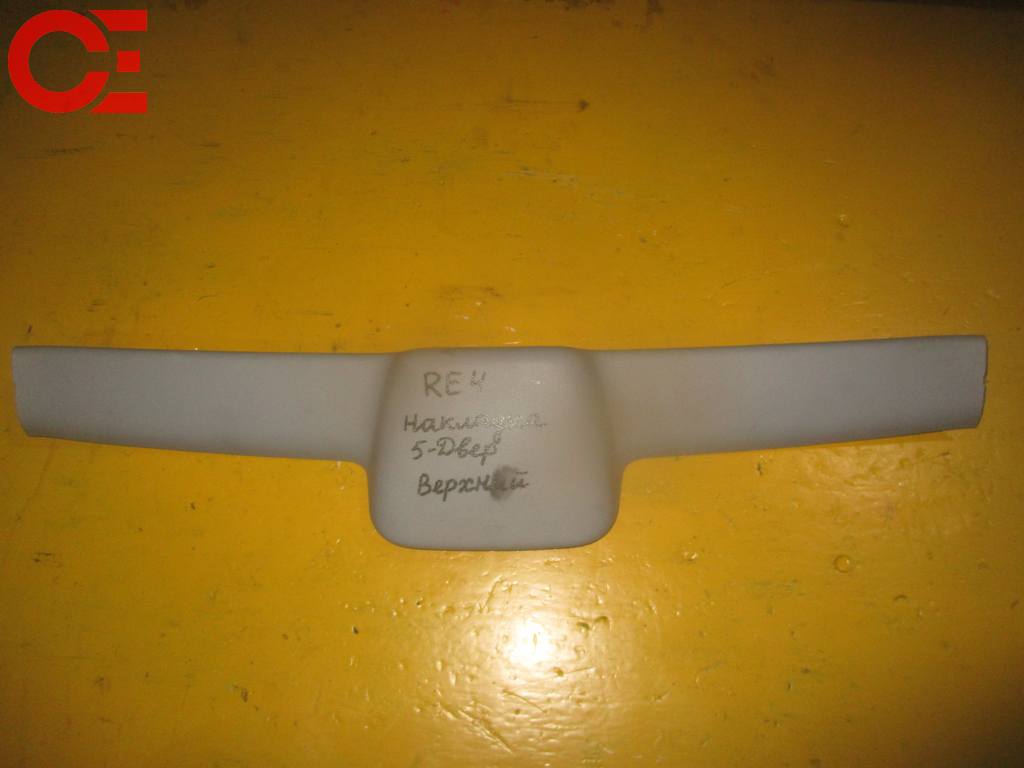 CE
RE4
Накладка
5-Двер
Верхний